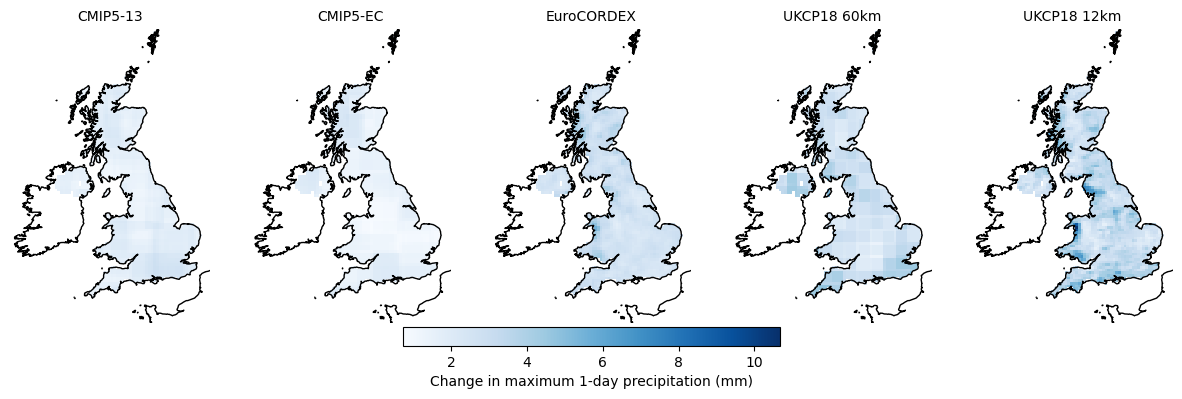 CMIP5-13
CMIP5-EC
EuroCORDEX
UKCP18 60km
UKCP18 12km
2
4
6
8
10
Change in maximum 1-day precipitation (mm)